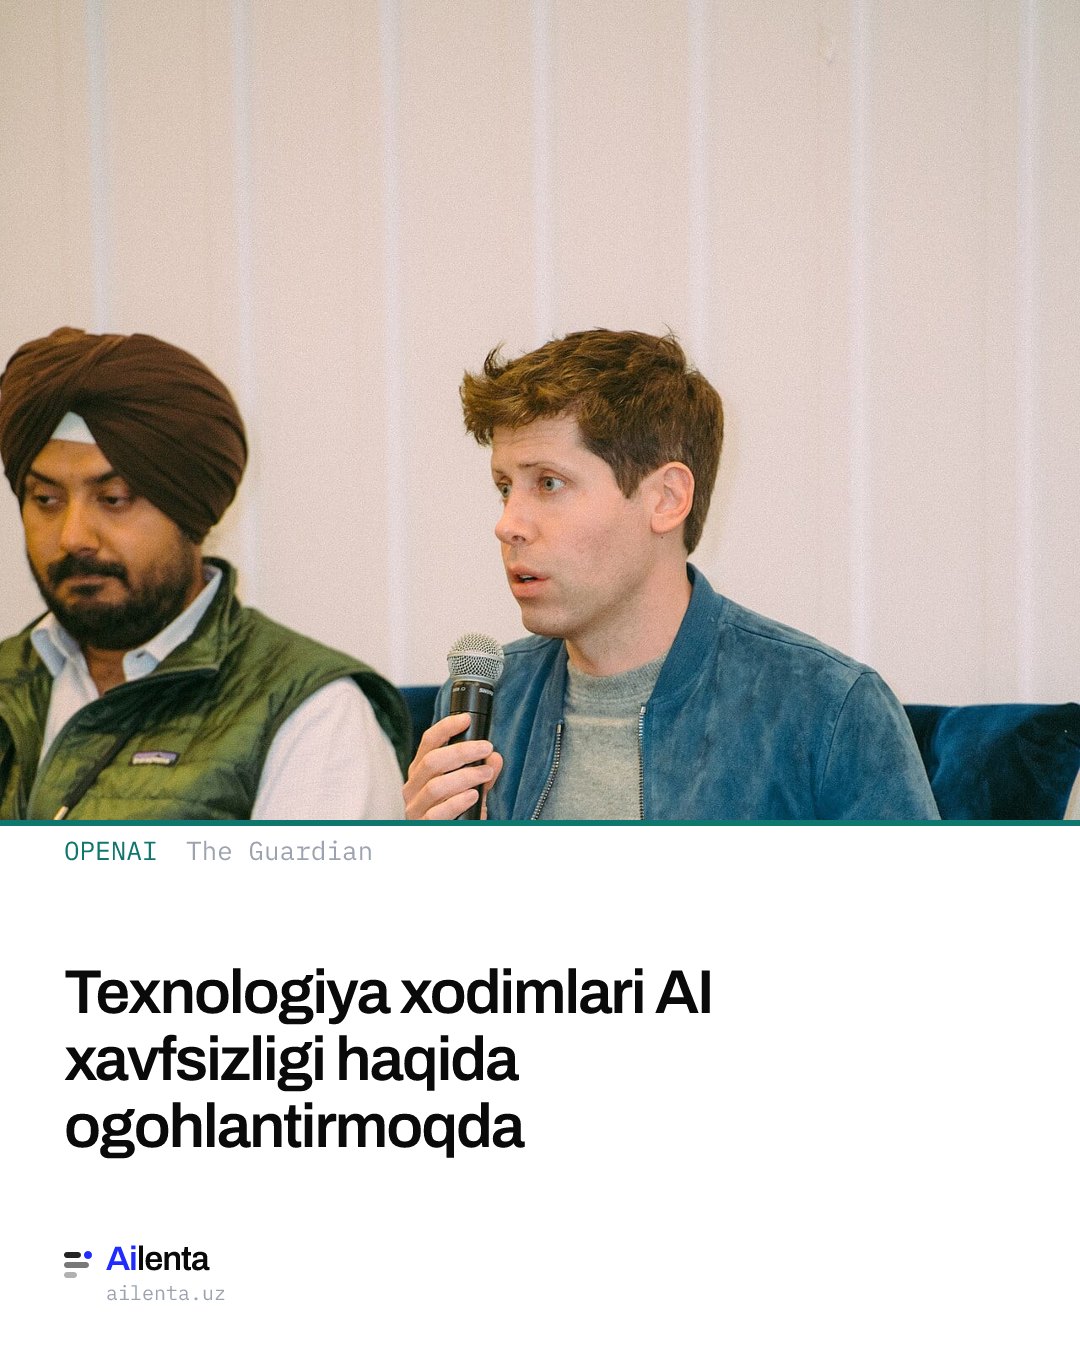 OPENAI The Guardian
Texnologiya xodimlari AI
xavfsizligi haqida
ogohlantirmoqda
Ailenta
ailenta.uz